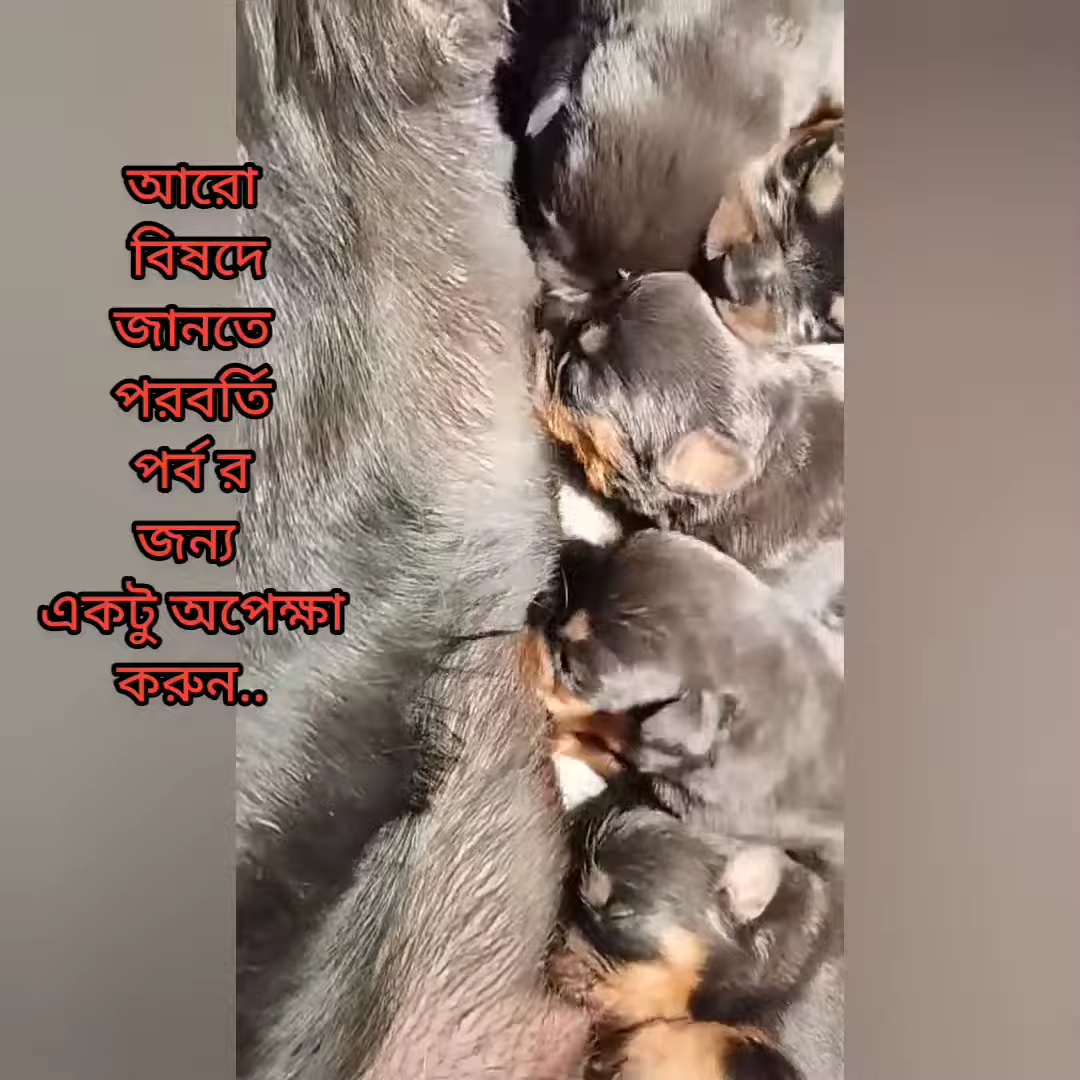 আরো
বিষদে
জানতে
পরবর্তি
পর্ব র
জন্য
একটু অপেক্ষা
করুন..